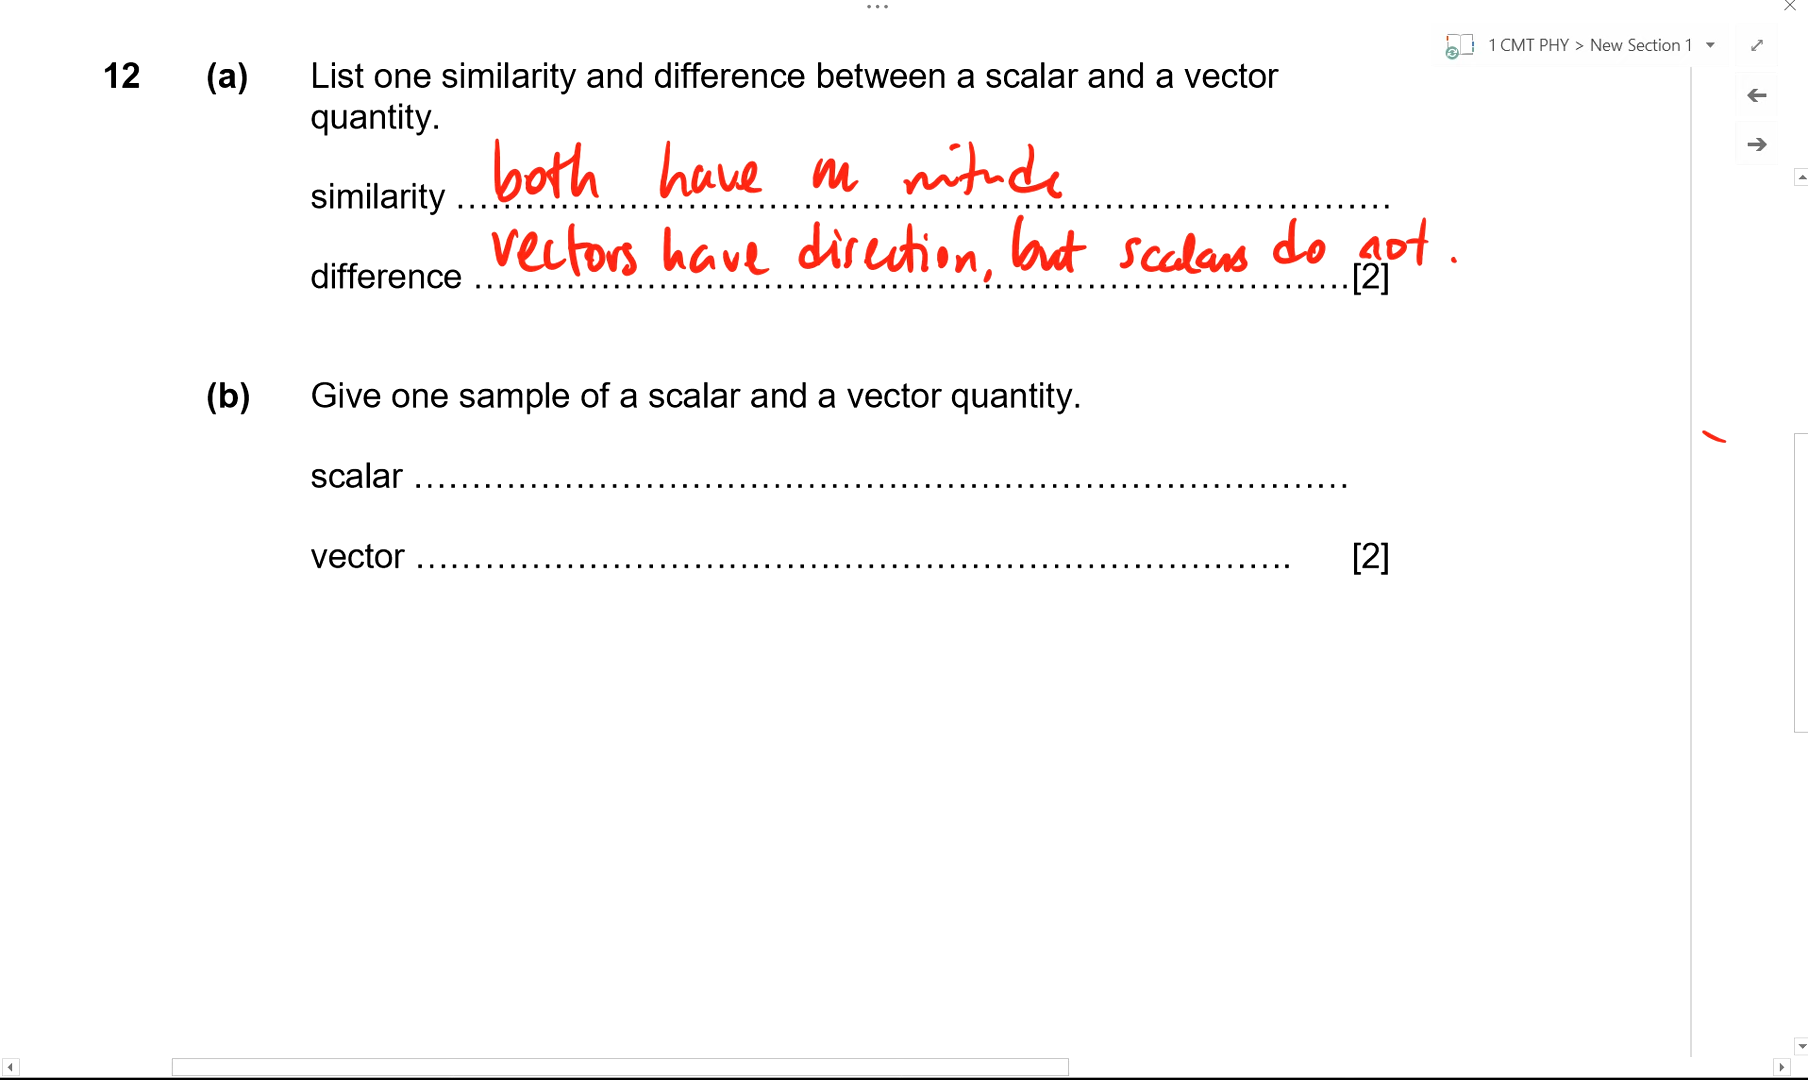 1 CMT PHY > New Section 1
12 (a) List one similarity and difference between a scalar and a vector
quantity.
similarity ........ both have m nitude
difference ........ vectors have direction, but scalars do not. [2]
(b) Give one sample of a scalar and a vector quantity.
scalar ........
vector ........ [2]